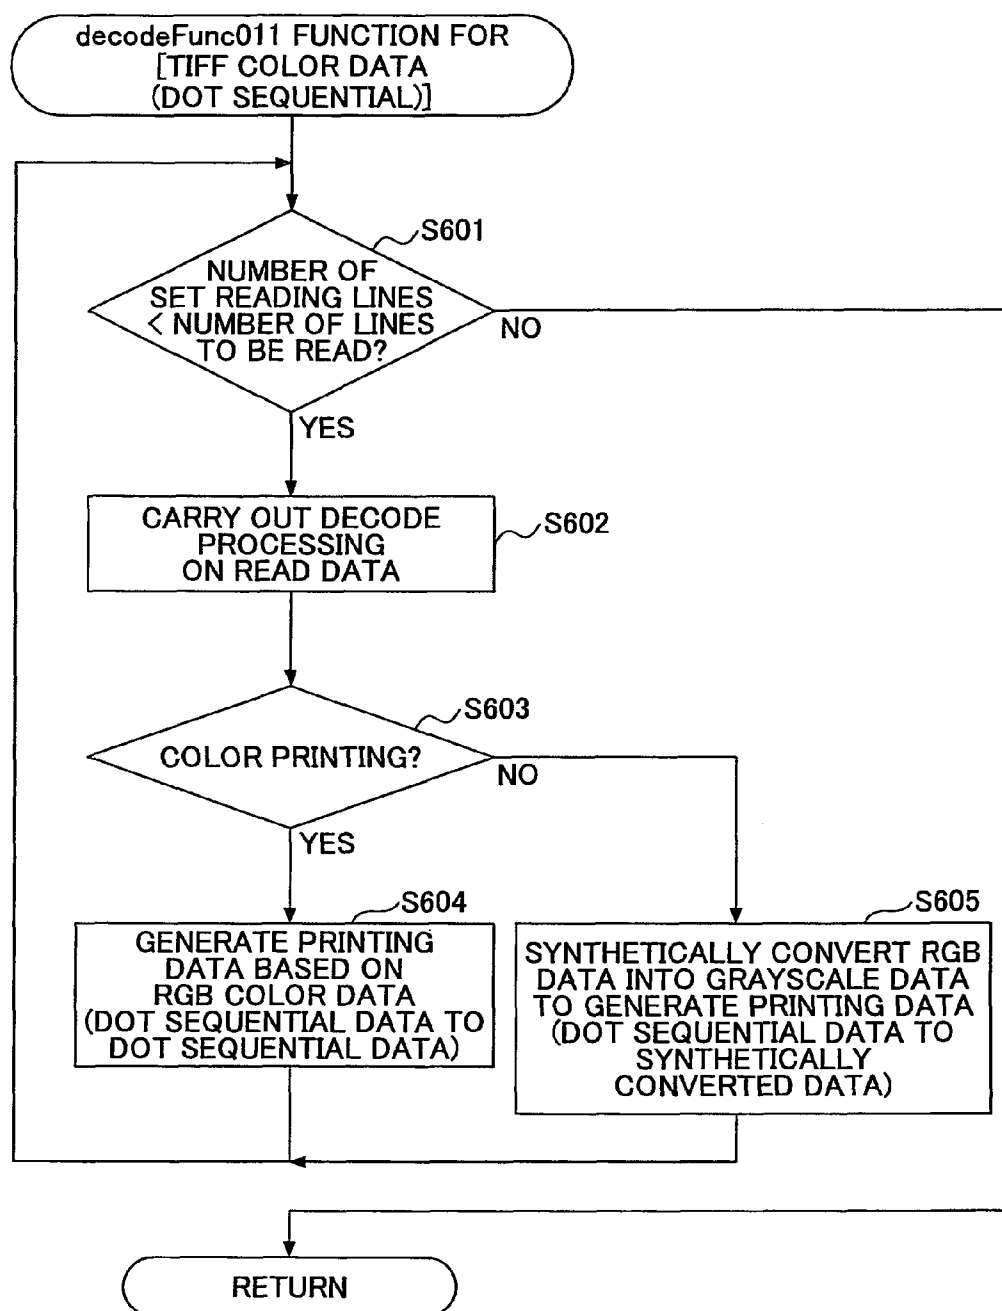 decodeFunc011 FUNCTION FOR
[TIFF COLOR DATA
(DOT SEQUENTIAL)]
S601
NUMBER OF
SET READING LINES
< NUMBER OF LINES
TO BE READ?
NO
YES
CARRY OUT DECODE
PROCESSING
ON READ DATA
S602
S603
COLOR PRINTING?
NO
YES
S604
GENERATE PRINTING
DATA BASED ON
RGB COLOR DATA
(DOT SEQUENTIAL DATA TO
DOT SEQUENTIAL DATA)
S605
SYNTHETICALLY CONVERT RGB
DATA INTO GRAYSCALE DATA
TO GENERATE PRINTING DATA
(DOT SEQUENTIAL DATA TO
SYNTHETICALLY
CONVERTED DATA)
RETURN